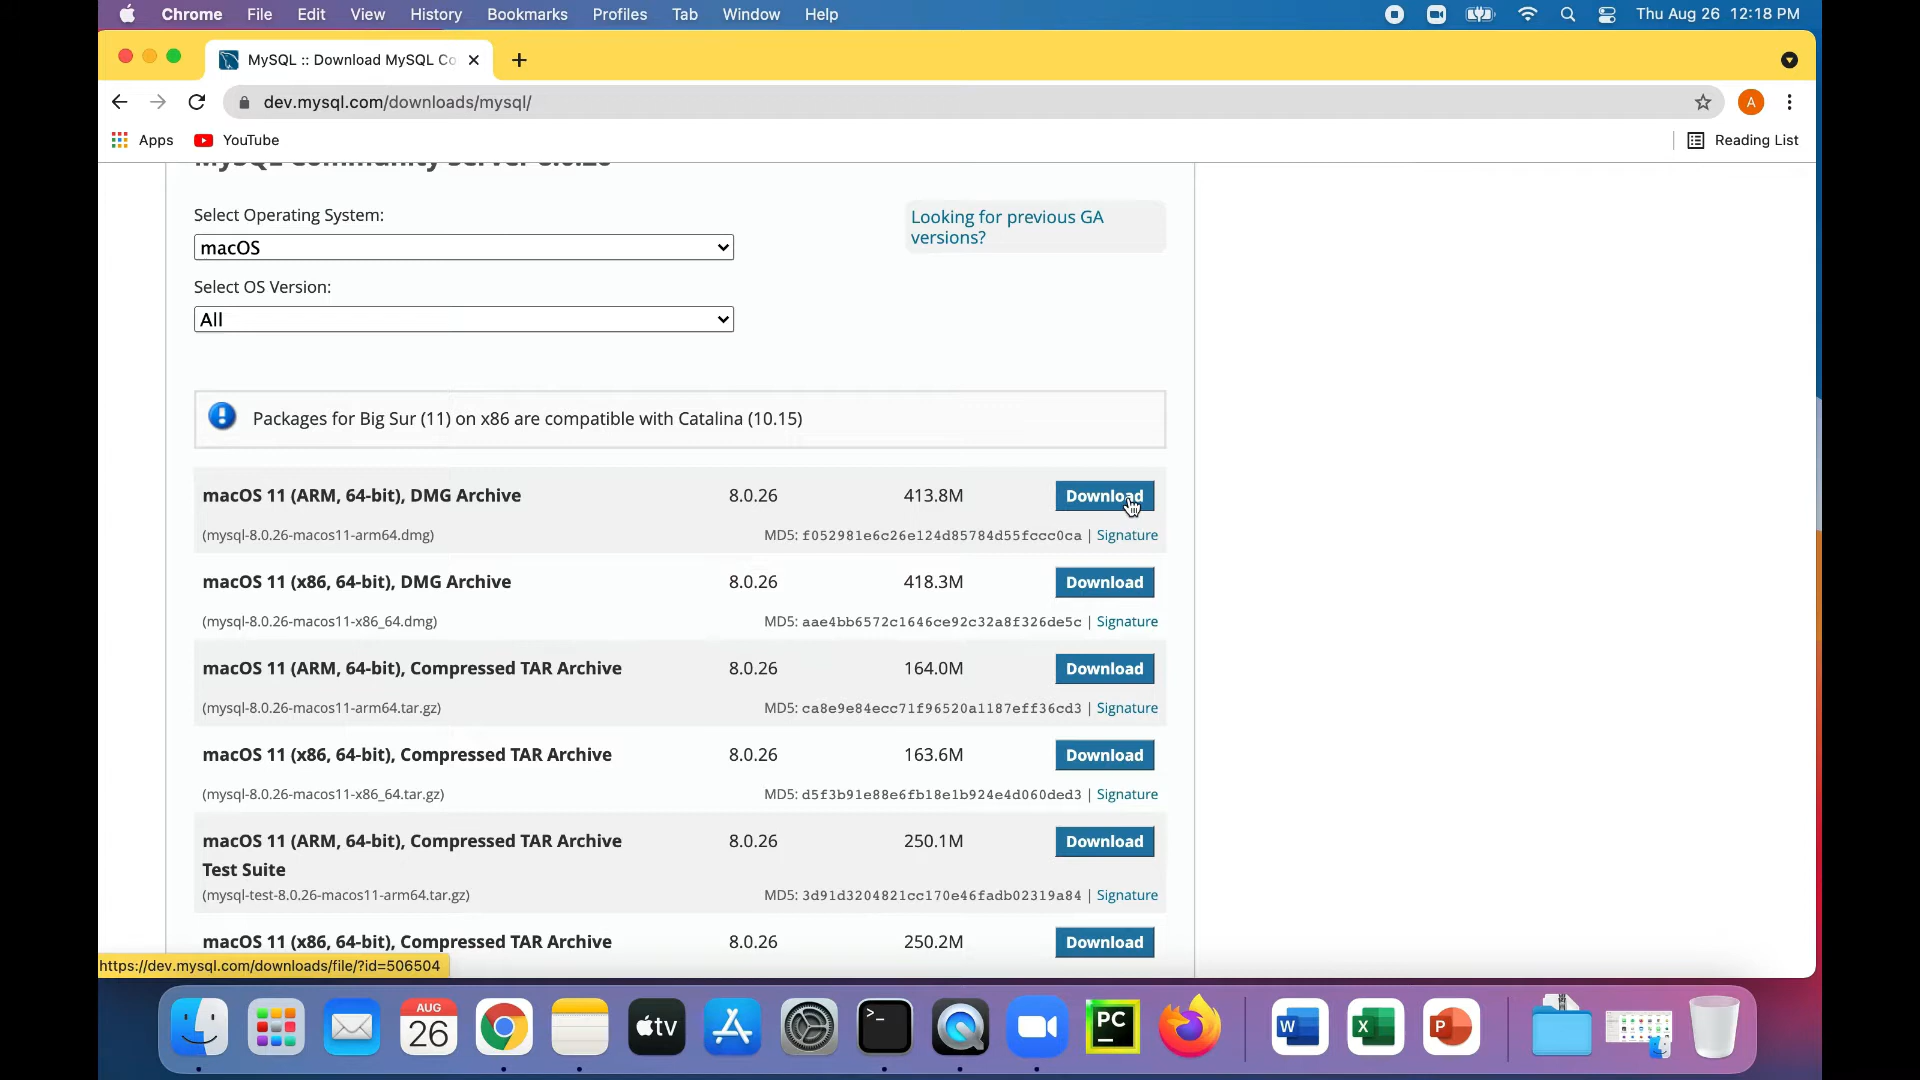 Chrome File Edit View History Bookmarks Profiles Tab Window Help Thu Aug 26 12:18 PM
MySQL :: Download MySQL Co
dev.mysql.com/downloads/mysql/ A
Apps YouTube Reading List
MySQL Community Server 8.0.26
Select Operating System:
macOS
Looking for previous GA
versions?
Select OS Version:
All
Packages for Big Sur (11) on x86 are compatible with Catalina (10.15)
macOS 11 (ARM, 64-bit), DMG Archive 8.0.26 413.8M Download
(mysql-8.0.26-macos11-arm64.dmg) MD5: f052981e6c26e124d85784d55fccc0ca | Signature
macOS 11 (x86, 64-bit), DMG Archive 8.0.26 418.3M Download
(mysql-8.0.26-macos11-x86_64.dmg) MD5: aae4bb6572c1646ce92c32a8f326de5c | Signature
macOS 11 (ARM, 64-bit), Compressed TAR Archive 8.0.26 164.0M Download
(mysql-8.0.26-macos11-arm64.tar.gz) MD5: ca8e9e84ecc71f96520a1187eff36cd3 | Signature
macOS 11 (x86, 64-bit), Compressed TAR Archive 8.0.26 163.6M Download
(mysql-8.0.26-macos11-x86_64.tar.gz) MD5: d5f3b91e88e6fb18e1b924e4d060ded3 | Signature
macOS 11 (ARM, 64-bit), Compressed TAR Archive 8.0.26 250.1M Download
Test Suite
(mysql-test-8.0.26-macos11-arm64.tar.gz) MD5: 3d91d3204821cc170e46fadb02319a84 | Signature
macOS 11 (x86, 64-bit), Compressed TAR Archive 8.0.26 250.2M Download
https://dev.mysql.com/downloads/file/?id=506504
AUG
26
tv
>_
PC
W
X
P